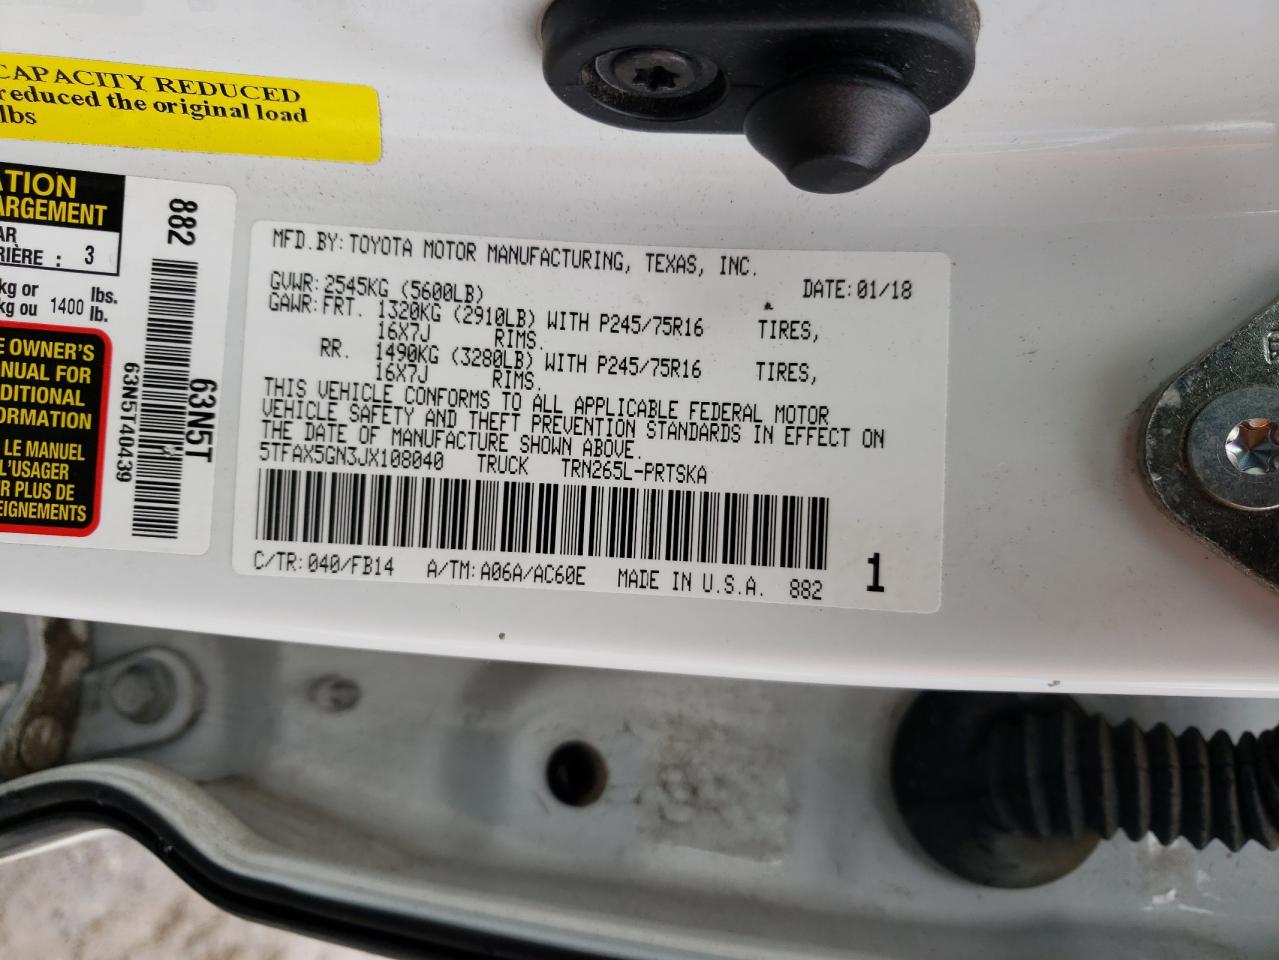 CAPACITY REDUCED
reduced the original load
lbs
ATION
ARGEMENT
AR
RIÈRE : 3
kg or
kg ou 1400 lbs.
lb.
E OWNER'S
ANUAL FOR
DDITIONAL
FORMATION
LE MANUEL
L'USAGER
R PLUS DE
EIGNEMENTS
882
63N5T
63N5T40439
MFD. BY: TOYOTA MOTOR MANUFACTURING, TEXAS, INC.
GVWR: 2545KG (5600LB) DATE: 01/18
GAWR: FRT. 1320KG (2910LB) WITH P245/75R16 TIRES,
16X7J RIMS.
RR. 1490KG (3280LB) WITH P245/75R16 TIRES,
16X7J RIMS.
THIS VEHICLE CONFORMS TO ALL APPLICABLE FEDERAL MOTOR
VEHICLE SAFETY AND THEFT PREVENTION STANDARDS IN EFFECT ON
THE DATE OF MANUFACTURE SHOWN ABOVE.
5TFAX5GN3JX108040 TRUCK TRN265L-PRTSKA
C/TR: 040/FB14 A/TM: A06A/AC60E MADE IN U.S.A. 882
1